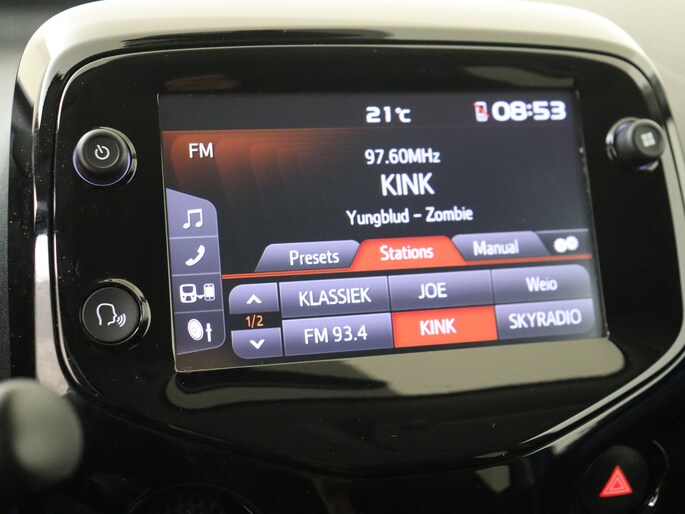 21°C 08:53
FM
97.60MHz
KINK
Yungblud - Zombie
Presets Stations Manual
KLASSIEK JOE Weio
1/2
FM 93.4 KINK SKYRADIO